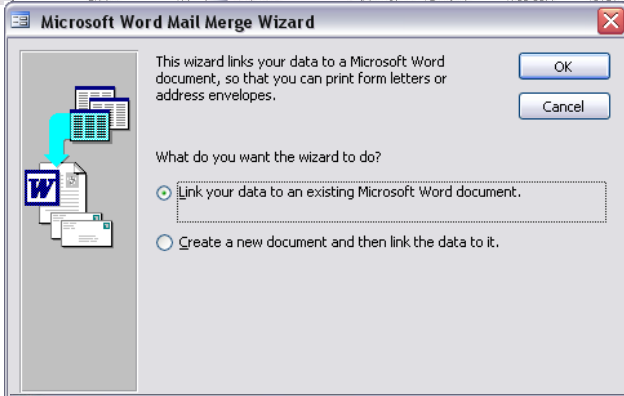 Microsoft Word Mail Merge Wizard
This wizard links your data to a Microsoft Word
document, so that you can print form letters or
address envelopes.
OK
Cancel
What do you want the wizard to do?
Link your data to an existing Microsoft Word document.
W
Create a new document and then link the data to it.